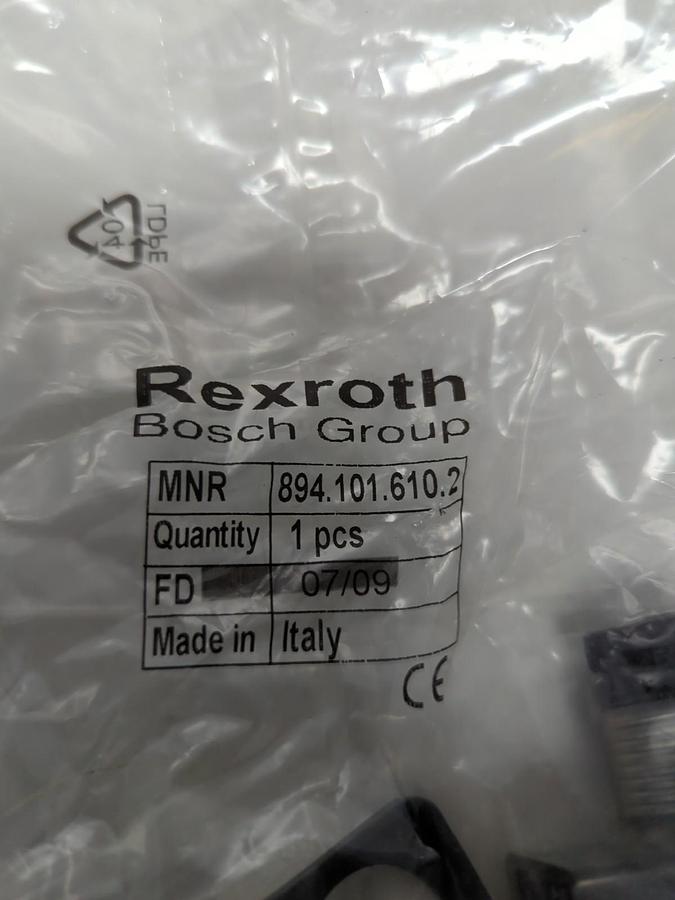 04
LDPE
Rexroth
Bosch Group
MNR 894.101.610.2
Quantity 1 pcs
FD 07/09
Made in Italy
CE